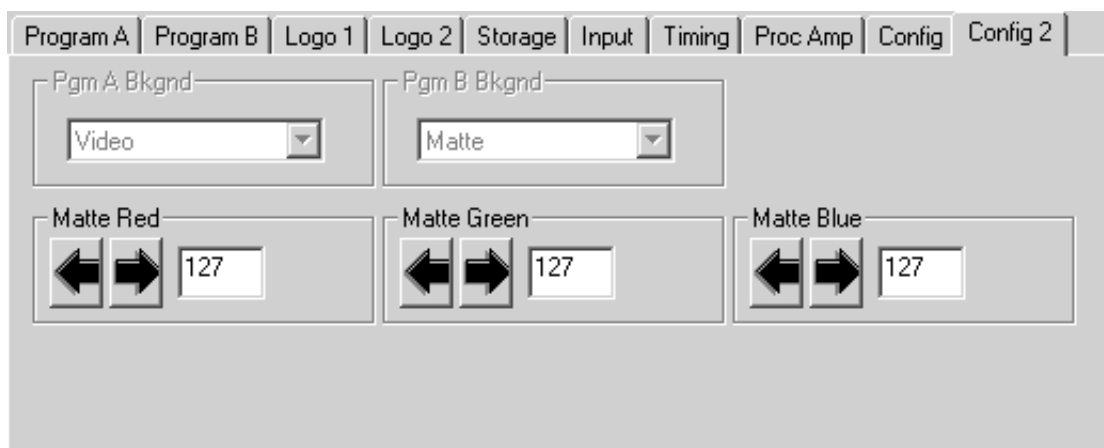 Program A Program B Logo 1 Logo 2 Storage Input Timing Proc Amp Config Config 2
Pgm A Bkgnd Pgm B Bkgnd
Video Matte
Matte Red Matte Green Matte Blue
127 127 127